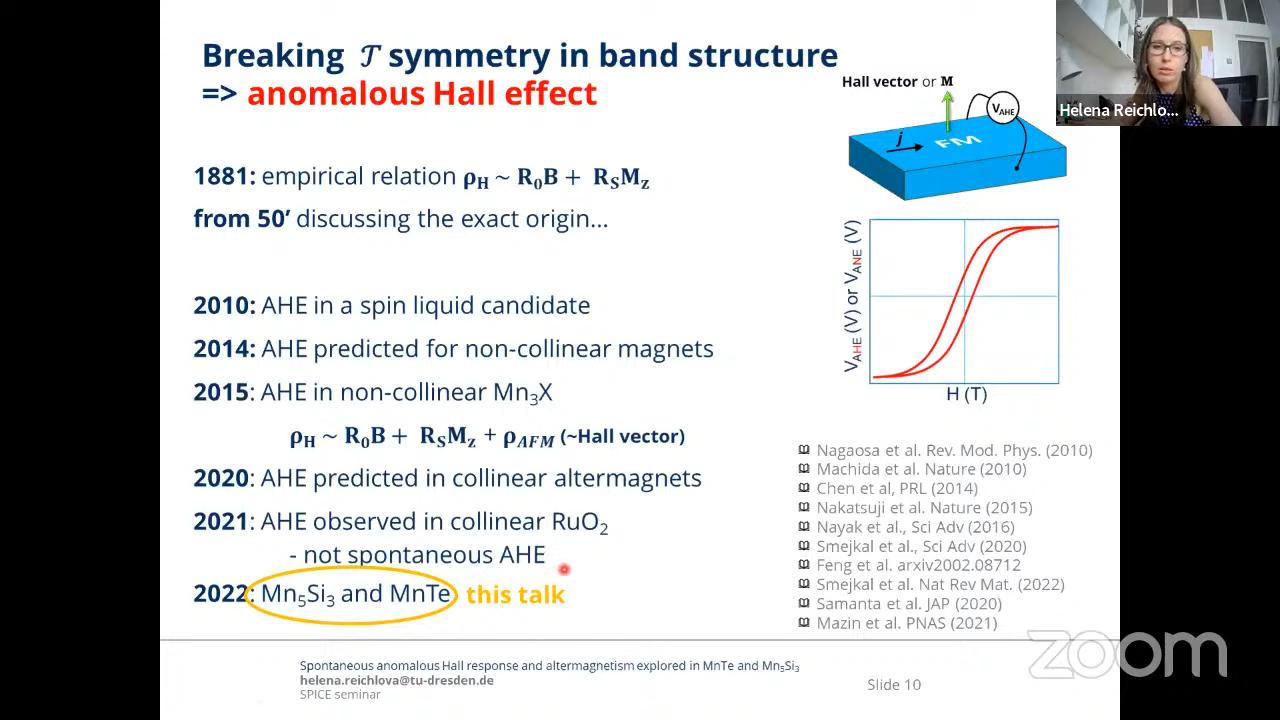 Breaking 𝒯 symmetry in band structure
=> anomalous Hall effect
Hall vector or M
V_AHE
j
FM
Helena Reichlo...
1881: empirical relation ρ_H ~ R_0B + R_SM_z
from 50’ discussing the exact origin...
2010: AHE in a spin liquid candidate
2014: AHE predicted for non-collinear magnets
2015: AHE in non-collinear Mn₃X
ρ_H ~ R_0B + R_SM_z + ρ_AFM (~Hall vector)
2020: AHE predicted in collinear altermagnets
2021: AHE observed in collinear RuO₂
- not spontaneous AHE
2022: Mn₅Si₃ and MnTe this talk
V_AHE (V) or V_ANE (V)
H (T)
Nagaosa et al. Rev. Mod. Phys. (2010)
Machida et al. Nature (2010)
Chen et al, PRL (2014)
Nakatsuji et al. Nature (2015)
Nayak et al., Sci Adv (2016)
Smejkal et al., Sci Adv (2020)
Feng et al. arxiv2002.08712
Smejkal et al. Nat Rev Mat. (2022)
Samanta et al. JAP (2020)
Mazin et al. PNAS (2021)
Spontaneous anomalous Hall response and altermagnetism explored in MnTe and Mn₅Si₃
helena.reichlova@tu-dresden.de
SPICE seminar
Slide 10
zoom